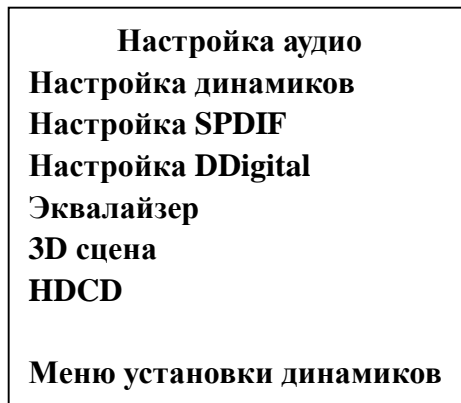 Настройка аудио
Настройка динамиков
Настройка SPDIF
Настройка DDigital
Эквалайзер
3D сцена
HDCD
Меню установки динамиков